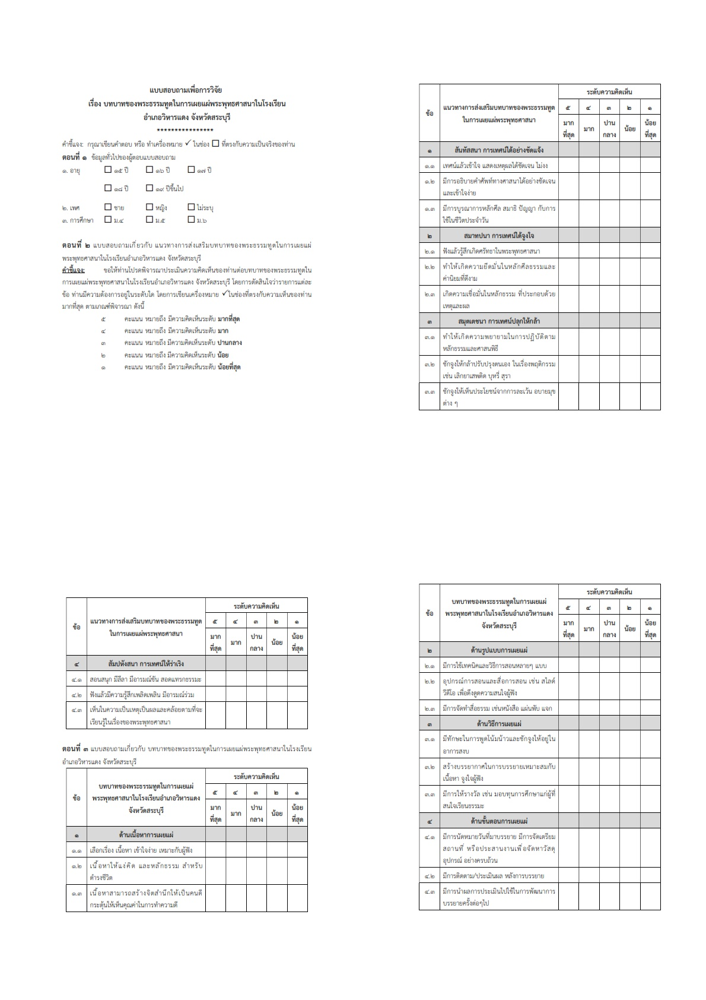 แบบสอบถามเพื่อการวิจัย
เรื่อง บทบาทของพระธรรมทูตในการเผยแผ่พระพุทธศาสนาในโรงเรียน
อำเภอวิหารแดง จังหวัดสระบุรี
****************
คำชี้แจง: กรุณาเขียนคำตอบ หรือ ทำเครื่องหมาย ✓ ในช่อง ☐ ที่ตรงกับความเป็นจริงของท่าน
ตอนที่ ๑ ข้อมูลทั่วไปของผู้ตอบแบบสอบถาม
๑. อายุ ☐ ๑๕ ปี ☐ ๑๖ ปี ☐ ๑๗ ปี
☐ ๑๘ ปี ☐ ๑๙ ปีขึ้นไป
๒. เพศ ☐ ชาย ☐ หญิง ☐ ไม่ระบุ
๓. การศึกษา ☐ ม.๔ ☐ ม.๕ ☐ ม.๖
ตอนที่ ๒ แบบสอบถามเกี่ยวกับ แนวทางการส่งเสริมบทบาทของพระธรรมทูตในการเผยแผ่
พระพุทธศาสนาในโรงเรียนอำเภอวิหารแดง จังหวัดสระบุรี
คำชี้แจง: ขอให้ท่านโปรดพิจารณาประเมินความคิดเห็นของท่านต่อบทบาทของพระธรรมทูตใน
การเผยแผ่พระพุทธศาสนาในโรงเรียนอำเภอวิหารแดง จังหวัดสระบุรี โดยการตัดสินใจว่ารายการแต่ละ
ข้อ ท่านมีความต้องการอยู่ในระดับใด โดยการเขียนเครื่องหมาย ✓ในช่องที่ตรงกับความเห็นของท่าน
มากที่สุด ตามเกณฑ์พิจารณา ดังนี้
๕ คะแนน หมายถึง มีความคิดเห็นระดับ มากที่สุด
๔ คะแนน หมายถึง มีความคิดเห็นระดับ มาก
๓ คะแนน หมายถึง มีความคิดเห็นระดับ ปานกลาง
๒ คะแนน หมายถึง มีความคิดเห็นระดับ น้อย
๑ คะแนน หมายถึง มีความคิดเห็นระดับ น้อยที่สุด
ระดับความคิดเห็น
ข้อ แนวทางการส่งเสริมบทบาทของพระธรรมทูต ๕ ๔ ๓ ๒ ๑
ในการเผยแผ่พระพุทธศาสนา
มาก มาก ปาน น้อย น้อย
ที่สุด กลาง ที่สุด
๑ สันทัสสนา การเทศน์ได้อย่างชัดแจ้ง
๑.๑ เทศน์แล้วเข้าใจ แสดงเหตุผลได้ชัดเจน ไม่งง
๑.๒ มีการอธิบายคำศัพท์ทางศาสนาได้อย่างชัดเจน
และเข้าใจง่าย
๑.๓ มีการบูรณาการหลักศีล สมาธิ ปัญญา กับการ
ใช้ในชีวิตประจำวัน
๒ สมาทปนา การเทศน์ได้จูงใจ
๒.๑ ฟังแล้วรู้สึกเกิดศรัทธาในพระพุทธศาสนา
๒.๒ ทำให้เกิดความยึดมั่นในหลักศีลธรรมและ
ค่านิยมที่ดีงาม
๒.๓ เกิดความเชื่อมั่นในหลักธรรม ที่ประกอบด้วย
เหตุและผล
๓ สมุตเตชนา การเทศน์ปลุกให้กล้า
๓.๑ ทำให้เกิดความพยายามในการปฏิบัติตาม
หลักธรรมและศาสนพิธี
๓.๒ ชักจูงให้กล้าปรับปรุงตนเอง ในเรื่องพฤติกรรม
เช่น เลิกยาเสพติด บุหรี่ สุรา
๓.๓ ชักจูงให้เห็นประโยชน์จากการละเว้น อบายมุข
ต่าง ๆ
ระดับความคิดเห็น
ข้อ แนวทางการส่งเสริมบทบาทของพระธรรมทูต ๕ ๔ ๓ ๒ ๑
ในการเผยแผ่พระพุทธศาสนา
มาก มาก ปาน น้อย น้อย
ที่สุด กลาง ที่สุด
๔ สัมปหังสนา การเทศน์ให้ร่าเริง
๔.๑ สอนสนุก มีลีลา มีอารมณ์ขัน สอดแทรกธรรมะ
๔.๒ ฟังแล้วมีความรู้สึกเพลิดเพลิน มีอารมณ์ร่วม
๔.๓ เห็นในความเป็นเหตุเป็นผลและคล้อยตามที่จะ
เรียนรู้ในเรื่องของพระพุทธศาสนา
ตอนที่ ๓ แบบสอบถามเกี่ยวกับ บทบาทของพระธรรมทูตในการเผยแผ่พระพุทธศาสนาในโรงเรียน
อำเภอวิหารแดง จังหวัดสระบุรี
ระดับความคิดเห็น
ข้อ บทบาทของพระธรรมทูตในการเผยแผ่ ๕ ๔ ๓ ๒ ๑
พระพุทธศาสนาในโรงเรียนอำเภอวิหารแดง
จังหวัดสระบุรี
มาก มาก ปาน น้อย น้อย
ที่สุด กลาง ที่สุด
๑ ด้านเนื้อหาการเผยแผ่
๑.๑ เลือกเรื่อง เนื้อหา เข้าใจง่าย เหมาะกับผู้ฟัง
๑.๒ เนื้อหาให้แง่คิด และหลักธรรม สำหรับ
ดำรงชีวิต
๑.๓ เนื้อหาสามารถสร้างจิตสำนึกให้เป็นคนดี
กระตุ้นให้เห็นคุณค่าในการทำความดี
ระดับความคิดเห็น
ข้อ บทบาทของพระธรรมทูตในการเผยแผ่ ๕ ๔ ๓ ๒ ๑
พระพุทธศาสนาในโรงเรียนอำเภอวิหารแดง
จังหวัดสระบุรี
มาก มาก ปาน น้อย น้อย
ที่สุด กลาง ที่สุด
๒ ด้านรูปแบบการเผยแผ่
๒.๑ มีการใช้เทคนิคและวิธีการสอนหลายๆ แบบ
๒.๒ อุปกรณ์การสอนและสื่อการสอน เช่น สไลด์
วีดีโอ เพื่อดึงดูดความสนใจผู้ฟัง
๒.๓ มีการจัดทำสื่อธรรม เช่นหนังสือ แผ่นพับ แจก
๓ ด้านวิธีการเผยแผ่
๓.๑ มีทักษะในการพูดโน้มน้าวและชักจูงให้อยู่ใน
อาการสงบ
๓.๒ สร้างบรรยากาศในการบรรยายเหมาะสมกับ
เนื้อหา จูงใจผู้ฟัง
๓.๓ มีการให้รางวัล เช่น มอบทุนการศึกษาแก่ผู้ที่
สนใจเรียนธรรมะ
๔ ด้านขั้นตอนการเผยแผ่
๔.๑ มีการนัดหมายวันที่มาบรรยาย มีการจัดเตรียม
สถานที่ หรือประสานงานเพื่อจัดหาวัสดุ
อุปกรณ์ อย่างครบถ้วน
๔.๒ มีการติดตาม/ประเมินผล หลังการบรรยาย
๔.๓ มีการนำผลการประเมินไปใช้ในการพัฒนาการ
บรรยายครั้งต่อๆไป